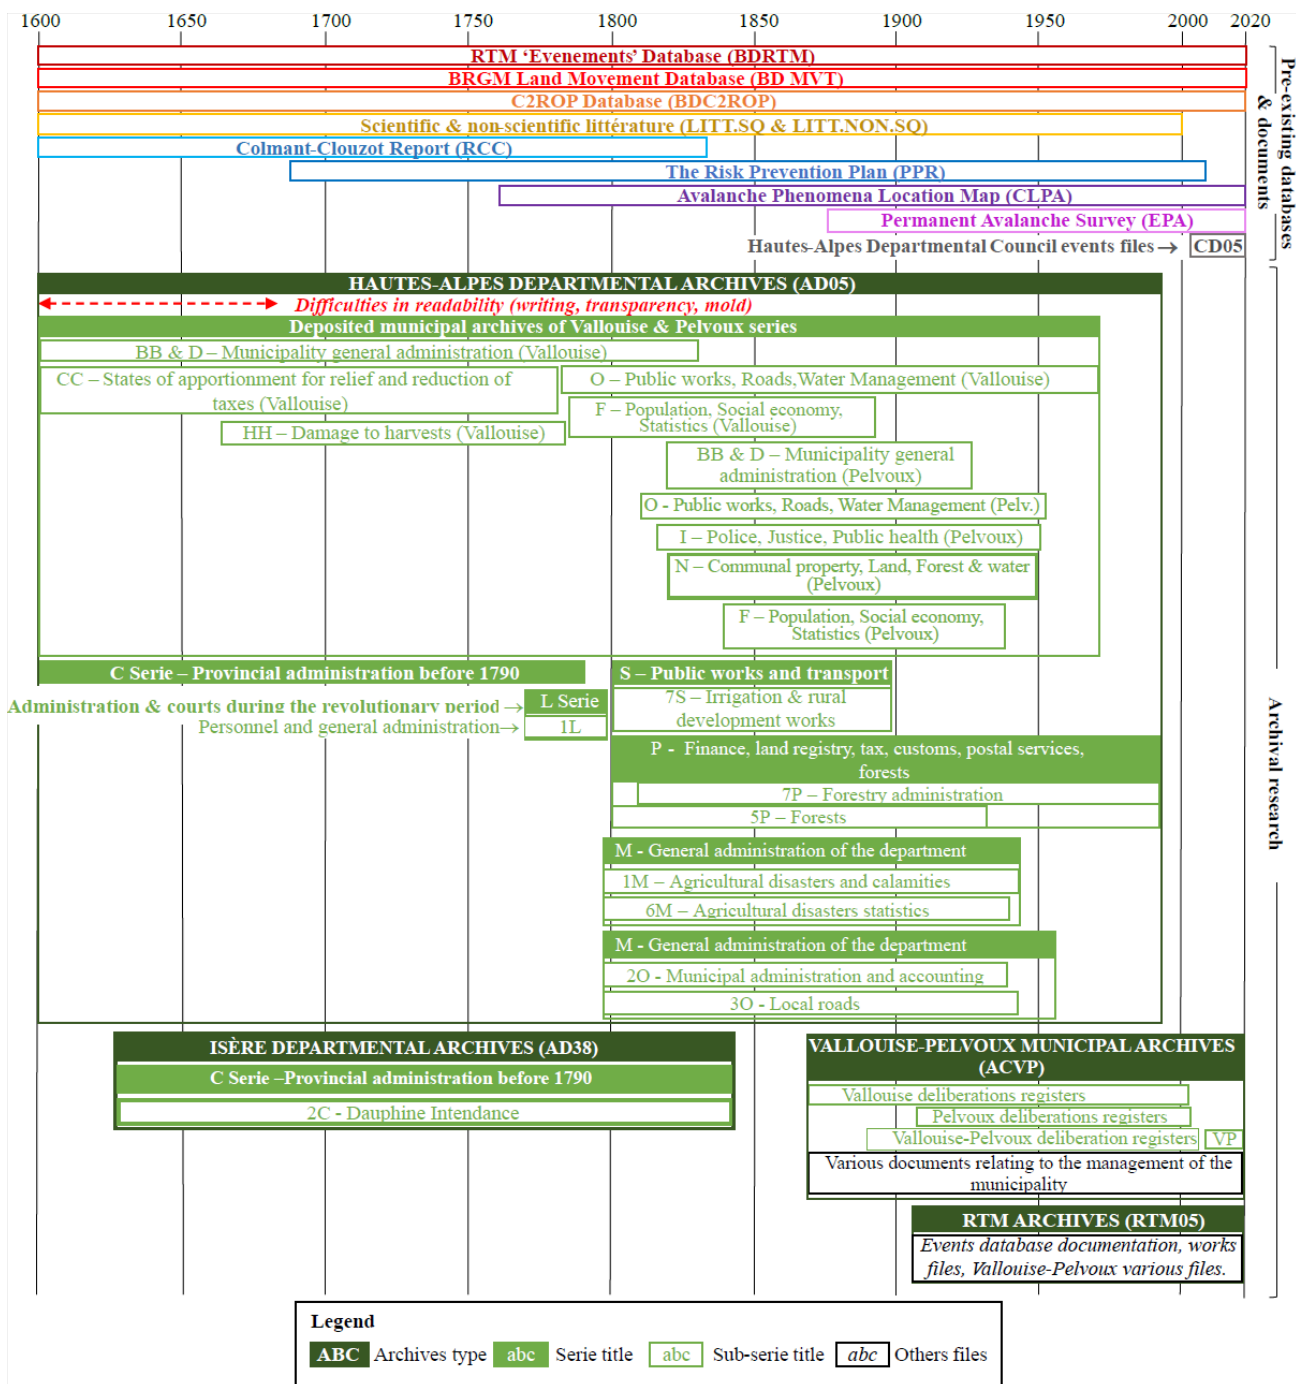 1600 1650 1700 1750 1800 1850 1900 1950 2000 2020
RTM ‘Evenements’ Database (BDRTM)
BRGM Land Movement Database (BD MVT)
C2ROP Database (BDC2ROP)
Scientific & non-scientific littérature (LITT.SQ & LITT.NON.SQ)
Colmant-Clouzot Report (RCC)
The Risk Prevention Plan (PPR)
Avalanche Phenomena Location Map (CLPA)
Permanent Avalanche Survey (EPA)
Hautes-Alpes Departmental Council events files → CD05
Pre-existing databases
& documents
HAUTES-ALPES DEPARTMENTAL ARCHIVES (AD05)
Difficulties in readability (writing, transparency, mold)
Deposited municipal archives of Vallouise & Pelvoux series
BB & D – Municipality general administration (Vallouise)
CC – States of apportionment for relief and reduction of
taxes (Vallouise)
O – Public works, Roads,Water Management (Vallouise)
F – Population, Social economy,
Statistics (Vallouise)
HH – Damage to harvests (Vallouise)
BB & D – Municipality general
administration (Pelvoux)
O - Public works, Roads, Water Management (Pelv.)
I – Police, Justice, Public health (Pelvoux)
N – Communal property, Land, Forest & water
(Pelvoux)
F – Population, Social economy,
Statistics (Pelvoux)
C Serie – Provincial administration before 1790
S – Public works and transport
Administration & courts during the revolutionary period → L Serie
7S – Irrigation & rural
development works
Personnel and general administration→ 1L
P - Finance, land registry, tax, customs, postal services,
forests
7P – Forestry administration
5P – Forests
M - General administration of the department
1M – Agricultural disasters and calamities
6M – Agricultural disasters statistics
M - General administration of the department
2O - Municipal administration and accounting
3O - Local roads
Archival research
ISÈRE DEPARTMENTAL ARCHIVES (AD38)
C Serie –Provincial administration before 1790
2C - Dauphine Intendance
VALLOUISE-PELVOUX MUNICIPAL ARCHIVES
(ACVP)
Vallouise deliberations registers
Pelvoux deliberations registers
Vallouise-Pelvoux deliberation registers VP
Various documents relating to the management of the
municipality
RTM ARCHIVES (RTM05)
Events database documentation, works
files, Vallouise-Pelvoux various files.
Legend
ABC Archives type abc Serie title abc Sub-serie title abc Others files